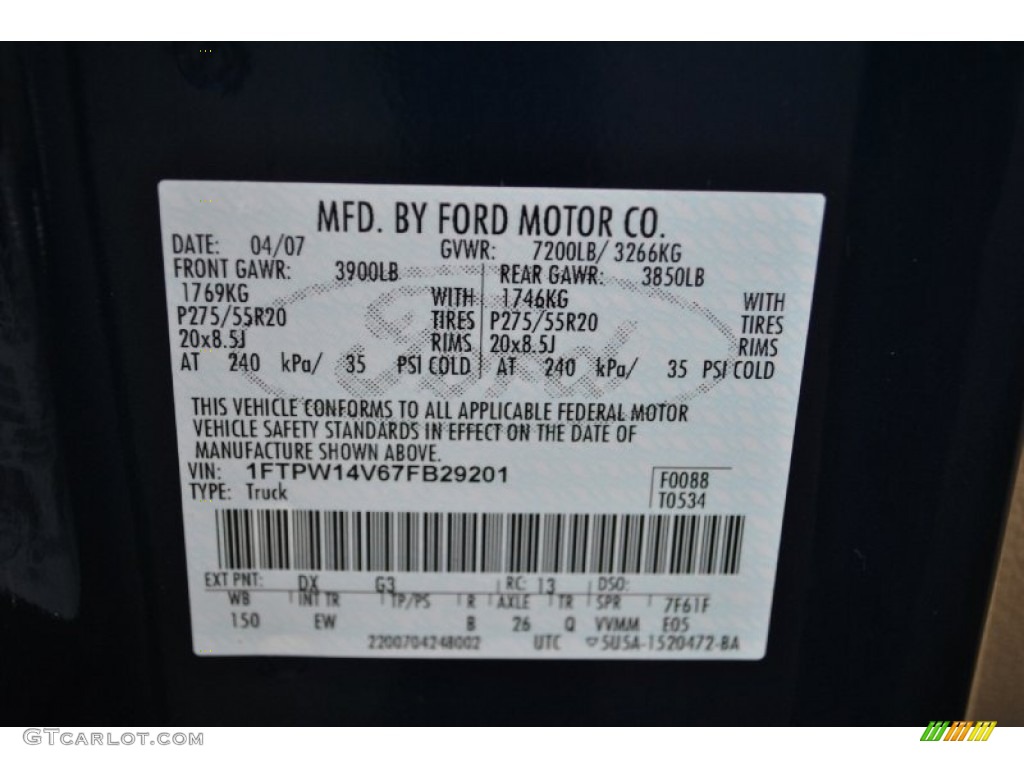 MFD. BY FORD MOTOR CO.
DATE: 04/07 GVWR: 7200LB/ 3266KG
FRONT GAWR: 3900LB REAR GAWR: 3850LB
1769KG WITH 1746KG WITH
P275/55R20 TIRES P275/55R20 TIRES
20x8.5J RIMS 20x8.5J RIMS
AT 240 kPa/ 35 PSI COLD AT 240 kPa/ 35 PSI COLD
Ford
THIS VEHICLE CONFORMS TO ALL APPLICABLE FEDERAL MOTOR
VEHICLE SAFETY STANDARDS IN EFFECT ON THE DATE OF
MANUFACTURE SHOWN ABOVE.
VIN: 1FTPW14V67FB29201 F0088
TYPE: Truck T0534
EXT PNT: DX G3 RC: 13 DSO:
WB INT TR TP/PS R AXLE TR SPR 7F61F
150 EW B 26 Q VVMM E05
2200704248002 UTC 5U5A-1520472-BA
GTCARLOT.COM